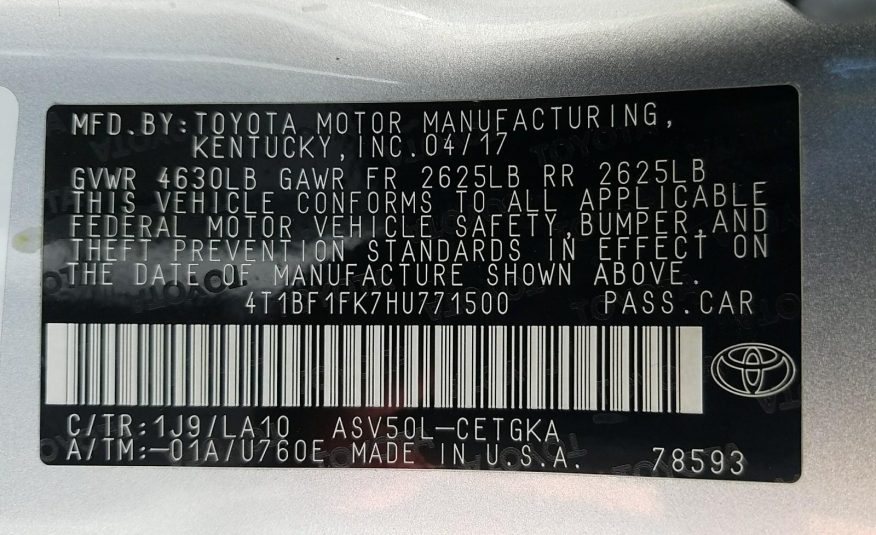 MFD.BY:TOYOTA MOTOR MANUFACTURING,
KENTUCKY,INC.04/17
GVWR 4630LB GAWR FR 2625LB RR 2625LB
THIS VEHICLE CONFORMS TO ALL APPLICABLE
FEDERAL MOTOR VEHICLE SAFETY,BUMPER,AND
THEFT PREVENTION STANDARDS IN EFFECT ON
THE DATE OF MANUFACTURE SHOWN ABOVE.
4T1BF1FK7HU771500 PASS.CAR
C/TR:1J9/LA10 ASV50L-CETGKA
A/TM:-01A/U760E MADE IN U.S.A. 78593